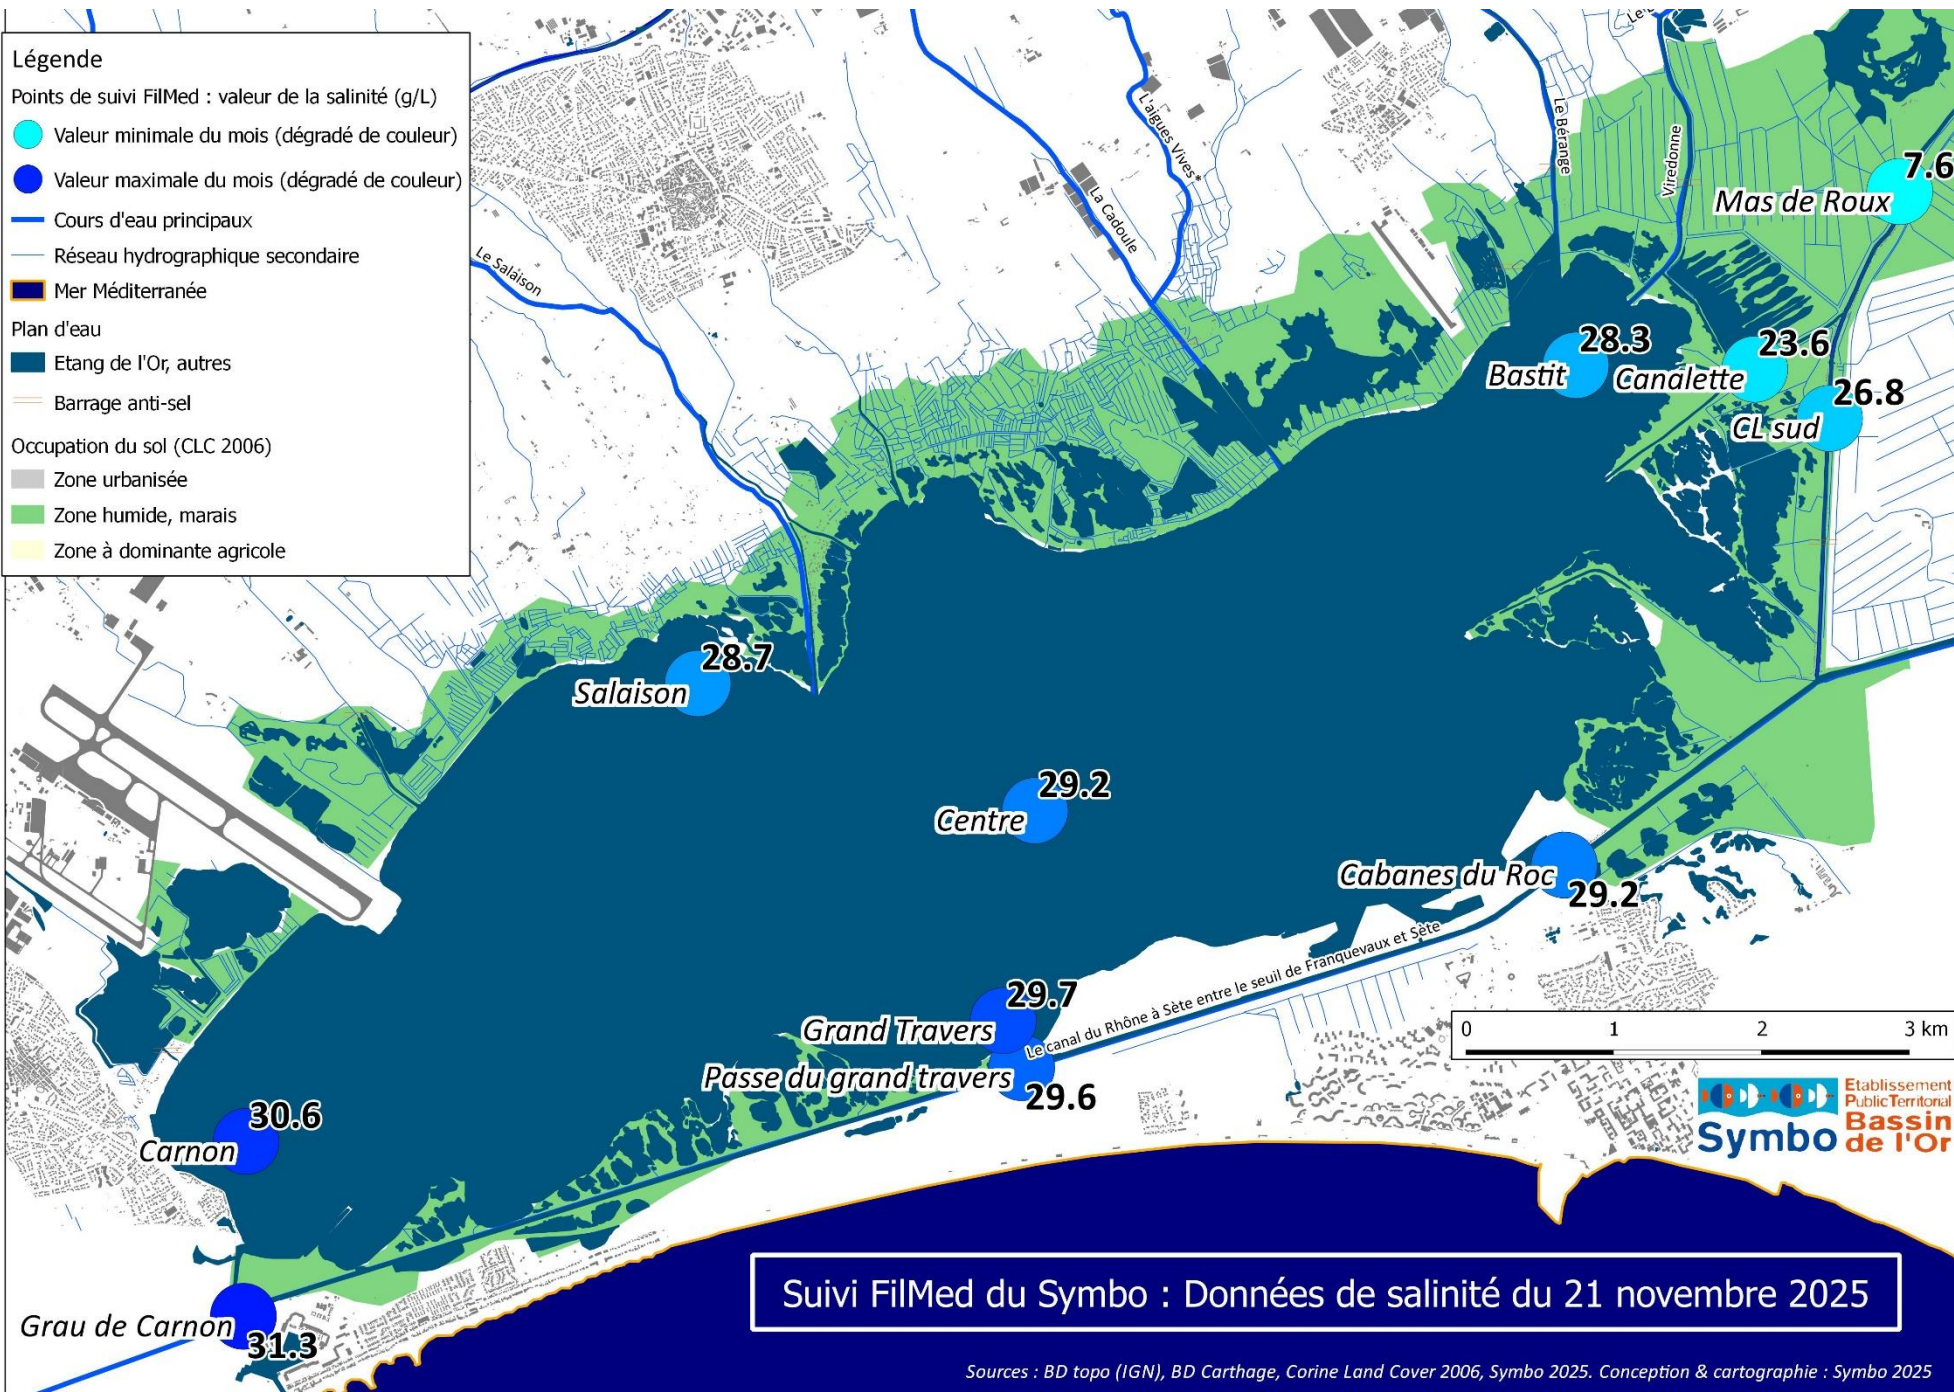 Légende
Points de suivi FilMed : valeur de la salinité (g/L)
Valeur minimale du mois (dégradé de couleur)
Valeur maximale du mois (dégradé de couleur)
Cours d'eau principaux
Réseau hydrographique secondaire
Mer Méditerranée
Plan d'eau
Etang de l'Or, autres
Barrage anti-sel
Occupation du sol (CLC 2006)
Zone urbanisée
Zone humide, marais
Zone à dominante agricole
Le Salaison
La Cadoule
L'aigues Vives*
Le Bérange
Viredonne
7.6
Mas de Roux
28.3
Bastit
23.6
Canalette
26.8
CL sud
28.7
Salaison
29.2
Centre
Cabanes du Roc
29.2
29.7
Grand Travers
Le canal du Rhône à Sète entre le seuil de Franquevaux et Sète
Passe du grand travers
29.6
30.6
Carnon
Grau de Carnon
31.3
0 1 2 3 km
Symbo
Etablissement
Public Territorial
Bassin
de l'Or
Suivi FilMed du Symbo : Données de salinité du 21 novembre 2025
Sources : BD topo (IGN), BD Carthage, Corine Land Cover 2006, Symbo 2025. Conception & cartographie : Symbo 2025